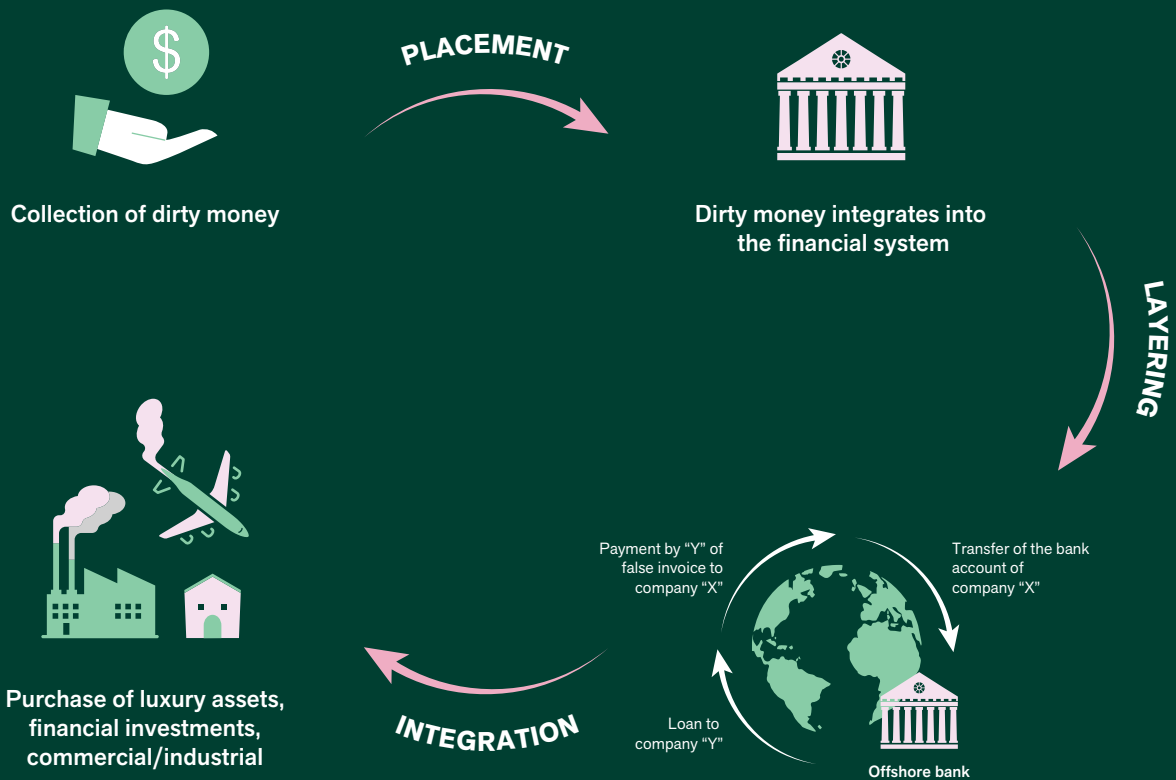 PLACEMENT
Collection of dirty money
Dirty money integrates into
the financial system
LAYERING
Payment by “Y” of
false invoice to
company “X”
Transfer of the bank
account of
company “X”
Loan to
company “Y”
Offshore bank
INTEGRATION
Purchase of luxury assets,
financial investments,
commercial/industrial